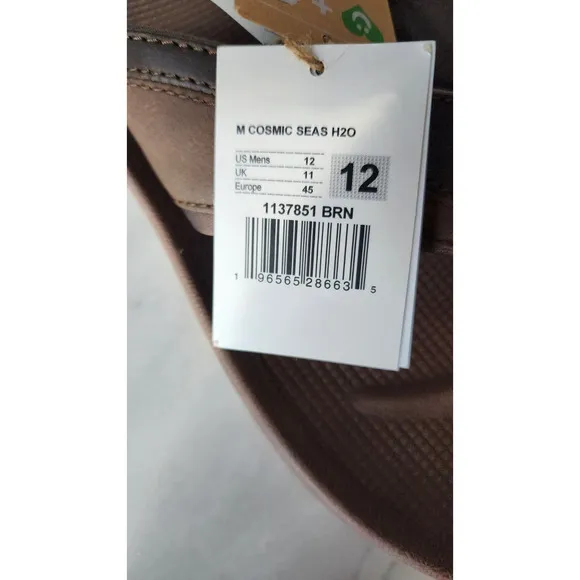 M COSMIC SEAS H2O
US Mens 12
UK 11
Europe 45
12
1137851 BRN
1 96565 28663 5